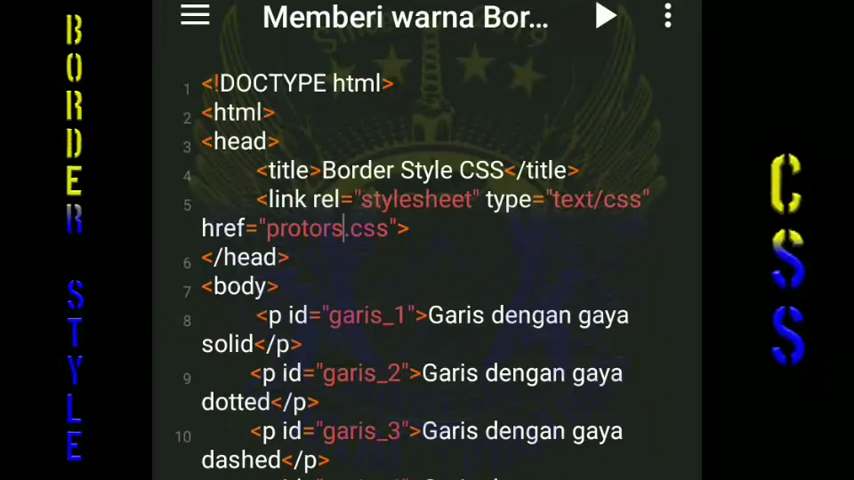 BORDER STYLE
Memberi warna Bor...
1 <!DOCTYPE html>
2 <html>
3 <head>
4 <title>Border Style CSS</title>
5 <link rel="stylesheet" type="text/css"
href="protors.css">
6 </head>
7 <body>
8 <p id="garis_1">Garis dengan gaya
solid</p>
9 <p id="garis_2">Garis dengan gaya
dotted</p>
10 <p id="garis_3">Garis dengan gaya
dashed</p>
CSS